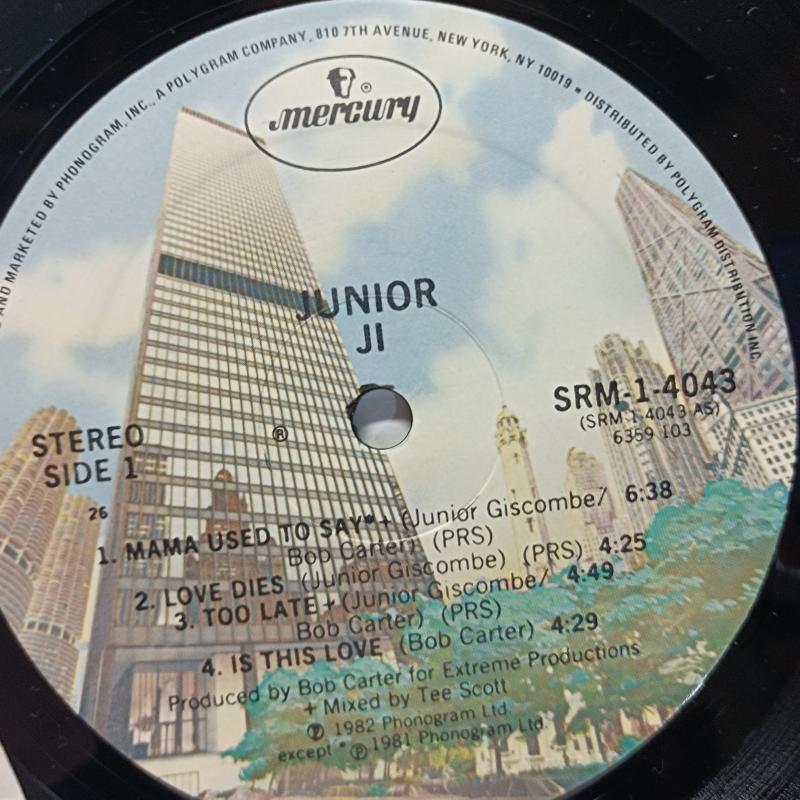 AND MARKETED BY PHONOGRAM, INC., A POLYGRAM COMPANY, 810 7TH AVENUE, NEW YORK, NY 10019 • DISTRIBUTED BY POLYGRAM DISTRIBUTION, INC.
mercury ®
JUNIOR
JI
STEREO
SIDE 1
®
SRM-1-4043
(SRM-1-4043 AS)
6359 103
26
1. MAMA USED TO SAY*+ (Junior Giscombe/ 6:38
Bob Carter) (PRS)
2. LOVE DIES (Junior Giscombe) (PRS) 4:25
3. TOO LATE+ (Junior Giscombe/ 4:49
Bob Carter) (PRS)
4. IS THIS LOVE (Bob Carter) 4:29
Produced by Bob Carter for Extreme Productions
+ Mixed by Tee Scott
℗ 1982 Phonogram Ltd.
except * ℗ 1981 Phonogram Ltd.